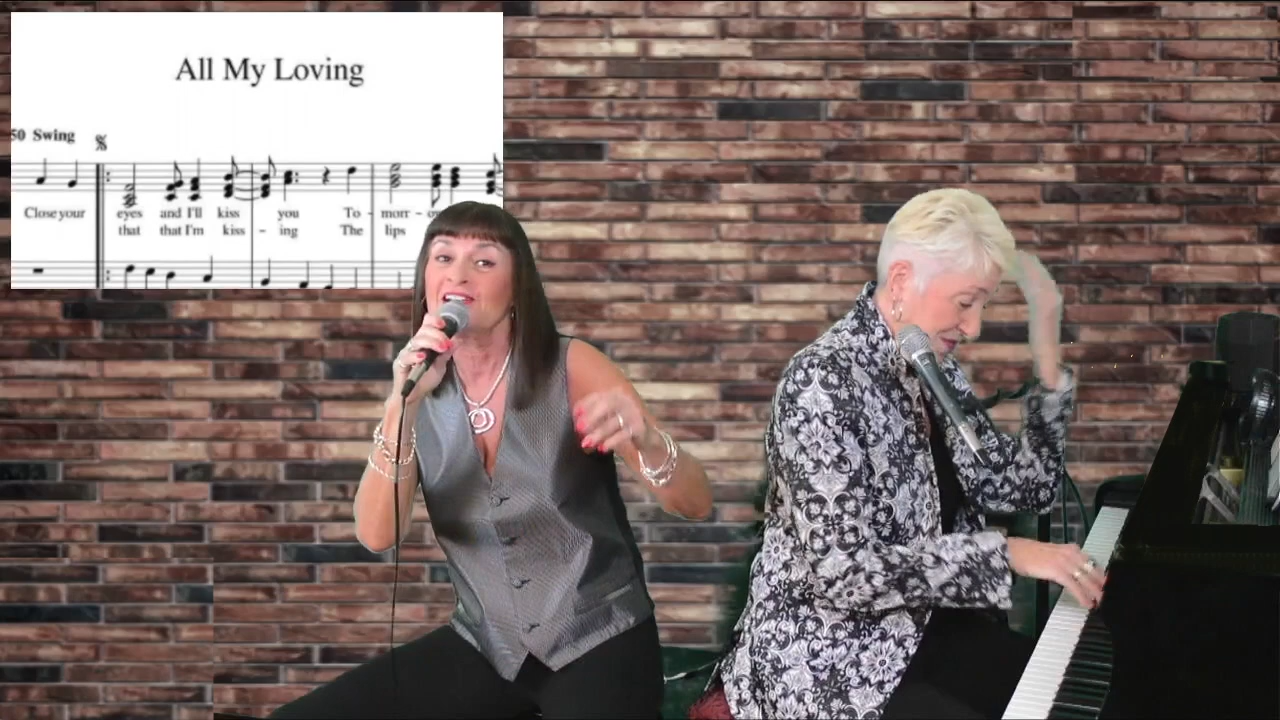 All My Loving
50 Swing
Close your eyes and I'll kiss you To - morr - o
that that I'm kiss - ing The lips